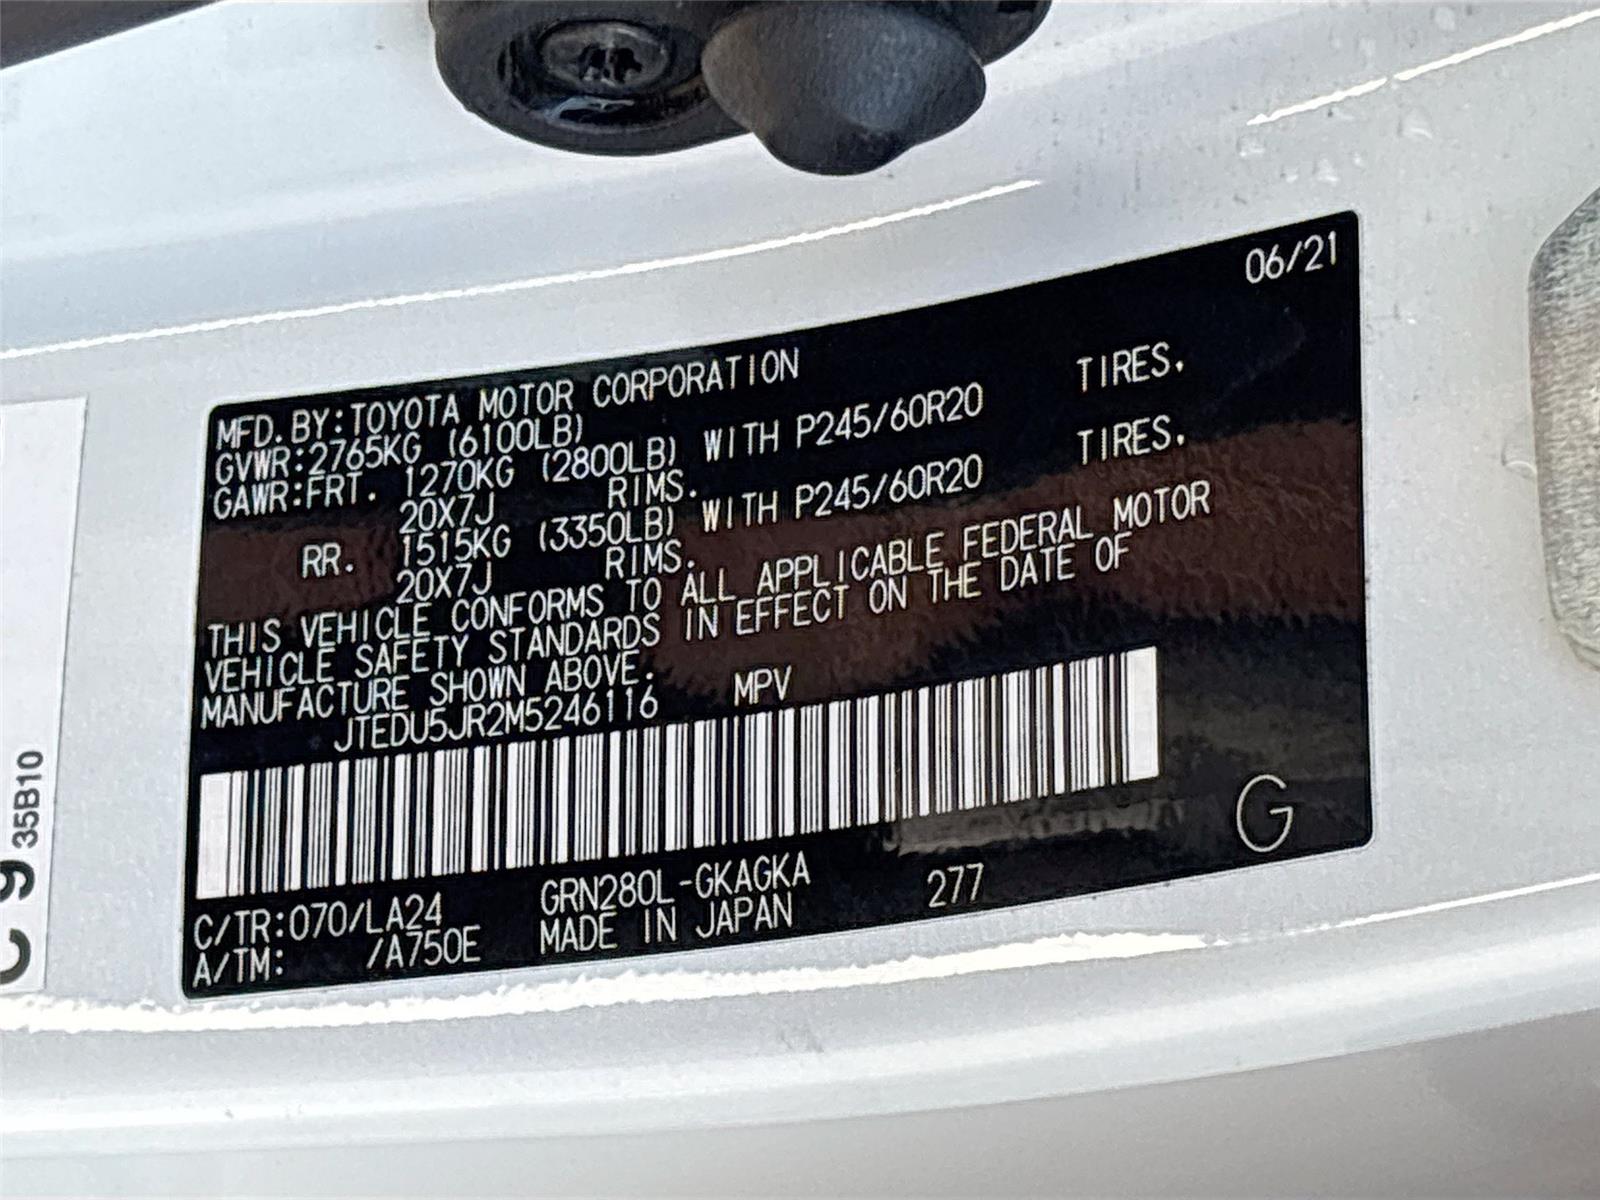 06/21
MFD. BY: TOYOTA MOTOR CORPORATION
GVWR: 2765KG (6100LB)
GAWR: FRT. 1270KG (2800LB) WITH P245/60R20 TIRES.
20X7J RIMS.
RR. 1515KG (3350LB) WITH P245/60R20 TIRES.
20X7J RIMS.
THIS VEHICLE CONFORMS TO ALL APPLICABLE FEDERAL MOTOR
VEHICLE SAFETY STANDARDS IN EFFECT ON THE DATE OF
MANUFACTURE SHOWN ABOVE.
JTEDU5JR2M5246116 MPV
G
C/TR: 070/LA24 GRN280L-GKAGKA 277
A/TM: /A750E MADE IN JAPAN
C 9 35B10